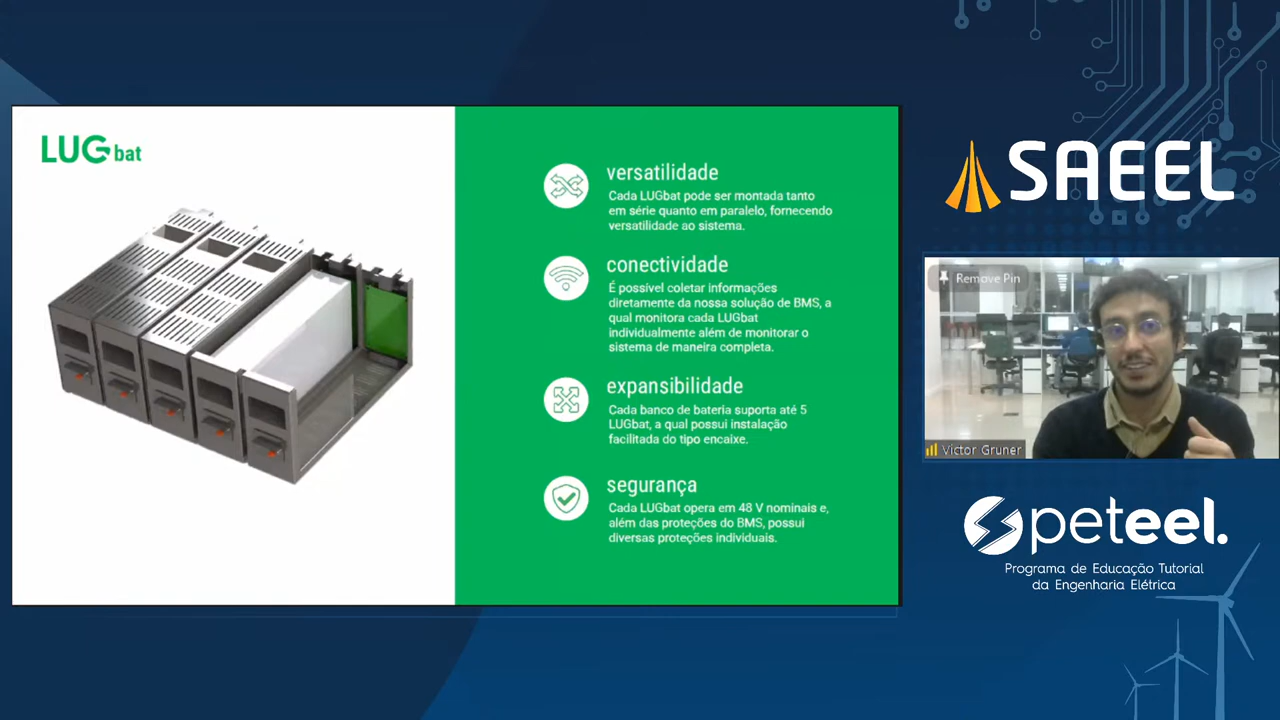 LUGbat
versatilidade
Cada LUGbat pode ser montada tanto
em série quanto em paralelo, fornecendo
versatilidade ao sistema.
conectividade
É possível coletar informações
diretamente da nossa solução de BMS, a
qual monitora cada LUGbat
individualmente além de monitorar o
sistema de maneira completa.
expansibilidade
Cada banco de bateria suporta até 5
LUGbat, a qual possui instalação
facilitada do tipo encaixe.
segurança
Cada LUGbat opera em 48 V nominais e,
além das proteções do BMS, possui
diversas proteções individuais.
SAEEL
Remove Pin
Victor Gruner
peteel.
Programa de Educação Tutorial
da Engenharia Elétrica